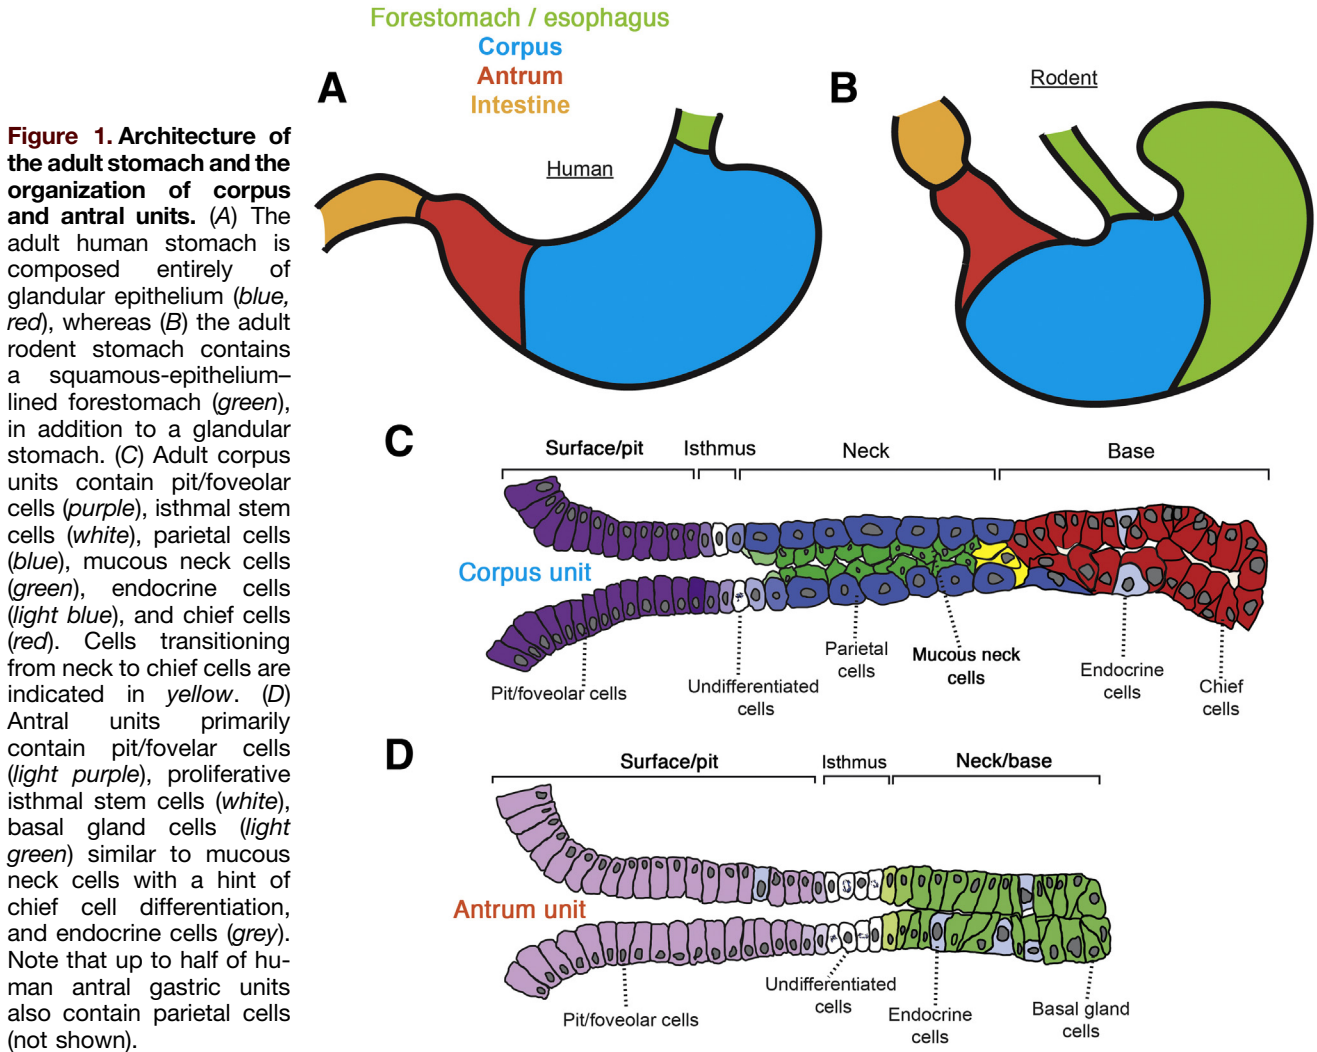 Forestomach / esophagus
Corpus
Antrum
Intestine
A
Human
B
Rodent
Figure 1. Architecture of
the adult stomach and the
organization of corpus
and antral units. (A) The
adult human stomach is
composed entirely of
glandular epithelium (blue,
red), whereas (B) the adult
rodent stomach contains
a squamous-epithelium–
lined forestomach (green),
in addition to a glandular
stomach. (C) Adult corpus
units contain pit/foveolar
cells (purple), isthmal stem
cells (white), parietal cells
(blue), mucous neck cells
(green), endocrine cells
(light blue), and chief cells
(red). Cells transitioning
from neck to chief cells are
indicated in yellow. (D)
Antral units primarily
contain pit/fovelar cells
(light purple), proliferative
isthmal stem cells (white),
basal gland cells (light
green) similar to mucous
neck cells with a hint of
chief cell differentiation,
and endocrine cells (grey).
Note that up to half of hu-
man antral gastric units
also contain parietal cells
(not shown).
C
Surface/pit
Isthmus
Neck
Base
Corpus unit
Pit/foveolar cells
Undifferentiated
cells
Parietal
cells
Mucous neck
cells
Endocrine
cells
Chief
cells
D
Surface/pit
Isthmus
Neck/base
Antrum unit
Pit/foveolar cells
Undifferentiated
cells
Endocrine
cells
Basal gland
cells